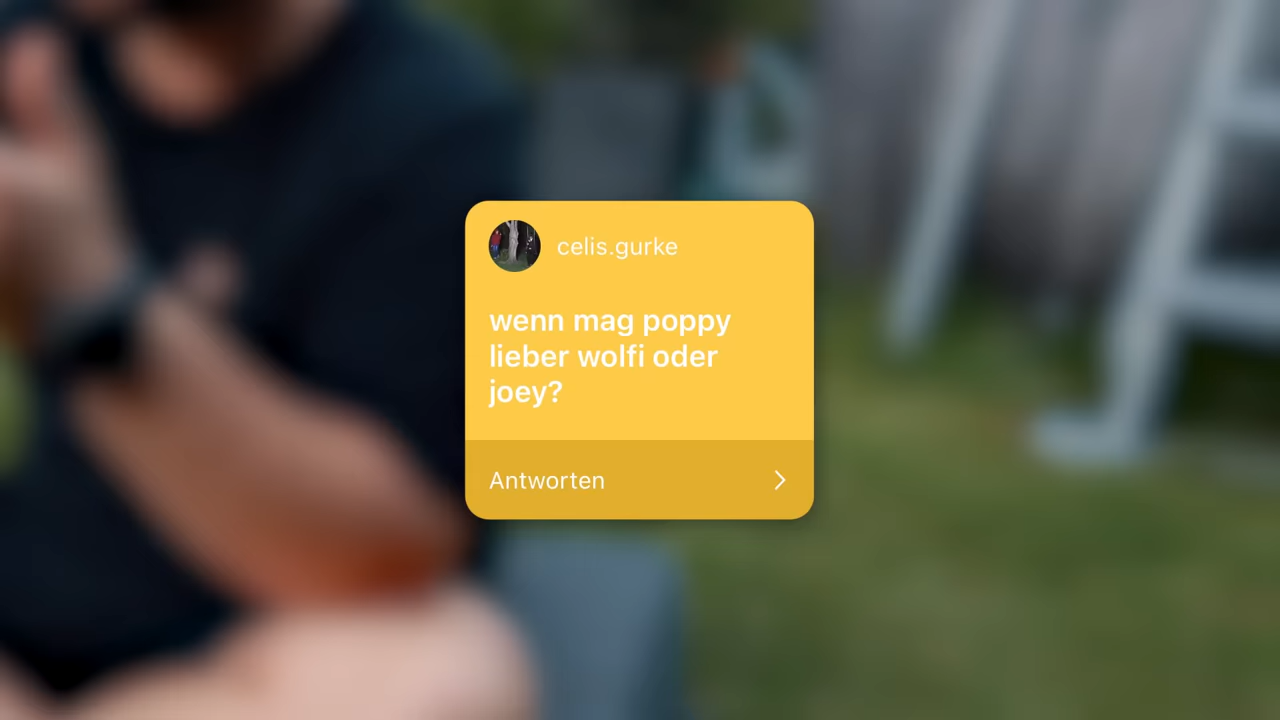 celis.gurke
wenn mag poppy
lieber wolfi oder
joey?
Antworten